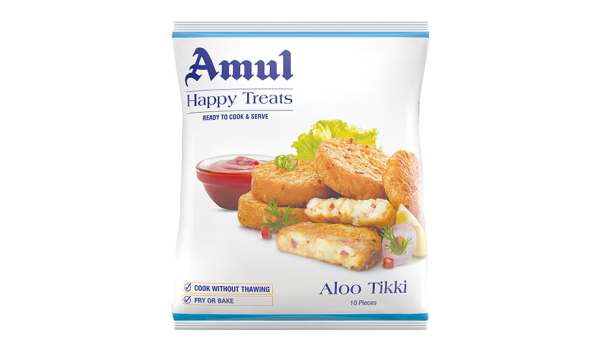 Amul
Happy Treats
READY TO COOK & SERVE
COOK WITHOUT THAWING
FRY OR BAKE
Aloo Tikki
10 Pieces